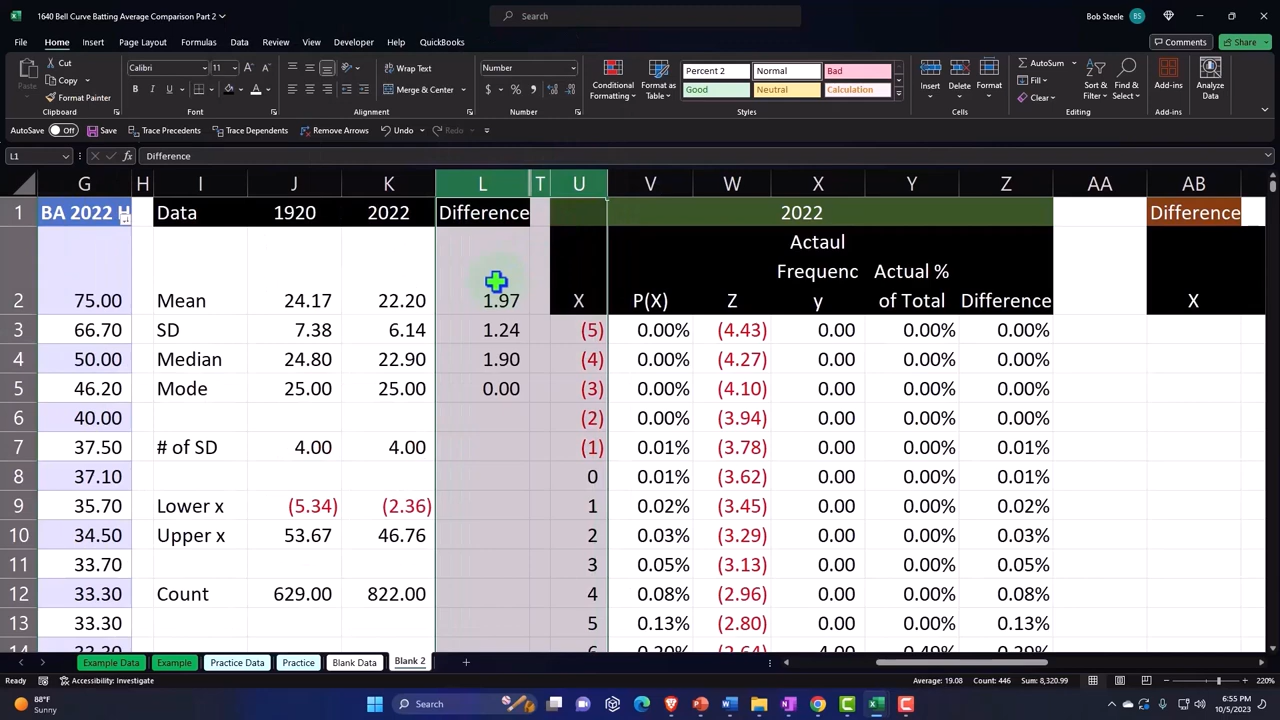 1640 Bell Curve Batting Average Comparison Part 2
Search
Bob Steele BS
File Home Insert Page Layout Formulas Data Review View Developer Help QuickBooks Comments Share
Cut
Copy
Format Painter
Paste
Clipboard
Calibri 11
Font
Wrap Text
Merge & Center
Alignment
Number
Number
Conditional Formatting Format as Table
Percent 2 Normal Bad
Good Neutral Calculation
Styles
Insert Delete Format
Cells
AutoSum
Fill
Clear
Sort & Filter Find & Select
Editing
Add-ins
Add-ins
Analyze Data
AutoSave Off Save Trace Precedents Trace Dependents Remove Arrows Undo Redo
L1 fx Difference
G H I J K L T U V W X Y Z AA AB
1 BA 2022 H Data 1920 2022 Difference 2022 Difference
2 75.00 Mean 24.17 22.20 1.97 X P(X) Z Actaul Frequenc y Actual % of Total Difference X
3 66.70 SD 7.38 6.14 1.24 (5) 0.00% (4.43) 0.00 0.00% 0.00%
4 50.00 Median 24.80 22.90 1.90 (4) 0.00% (4.27) 0.00 0.00% 0.00%
5 46.20 Mode 25.00 25.00 0.00 (3) 0.00% (4.10) 0.00 0.00% 0.00%
6 40.00 (2) 0.00% (3.94) 0.00 0.00% 0.00%
7 37.50 # of SD 4.00 4.00 (1) 0.01% (3.78) 0.00 0.00% 0.01%
8 37.10 0 0.01% (3.62) 0.00 0.00% 0.01%
9 35.70 Lower x (5.34) (2.36) 1 0.02% (3.45) 0.00 0.00% 0.02%
10 34.50 Upper x 53.67 46.76 2 0.03% (3.29) 0.00 0.00% 0.03%
11 33.70 3 0.05% (3.13) 0.00 0.00% 0.05%
12 33.30 Count 629.00 822.00 4 0.08% (2.96) 0.00 0.00% 0.08%
13 33.30 5 0.13% (2.80) 0.00 0.00% 0.13%
14 33.30 6 0.20% (2.64) 4.00 0.49% 0.29%
Example Data Example Practice Data Practice Blank Data Blank 2
Ready Accessibility: Investigate Average: 19.08 Count: 446 Sum: 8,320.99 220%
88°F
Sunny
Search
6:55 PM
10/5/2023